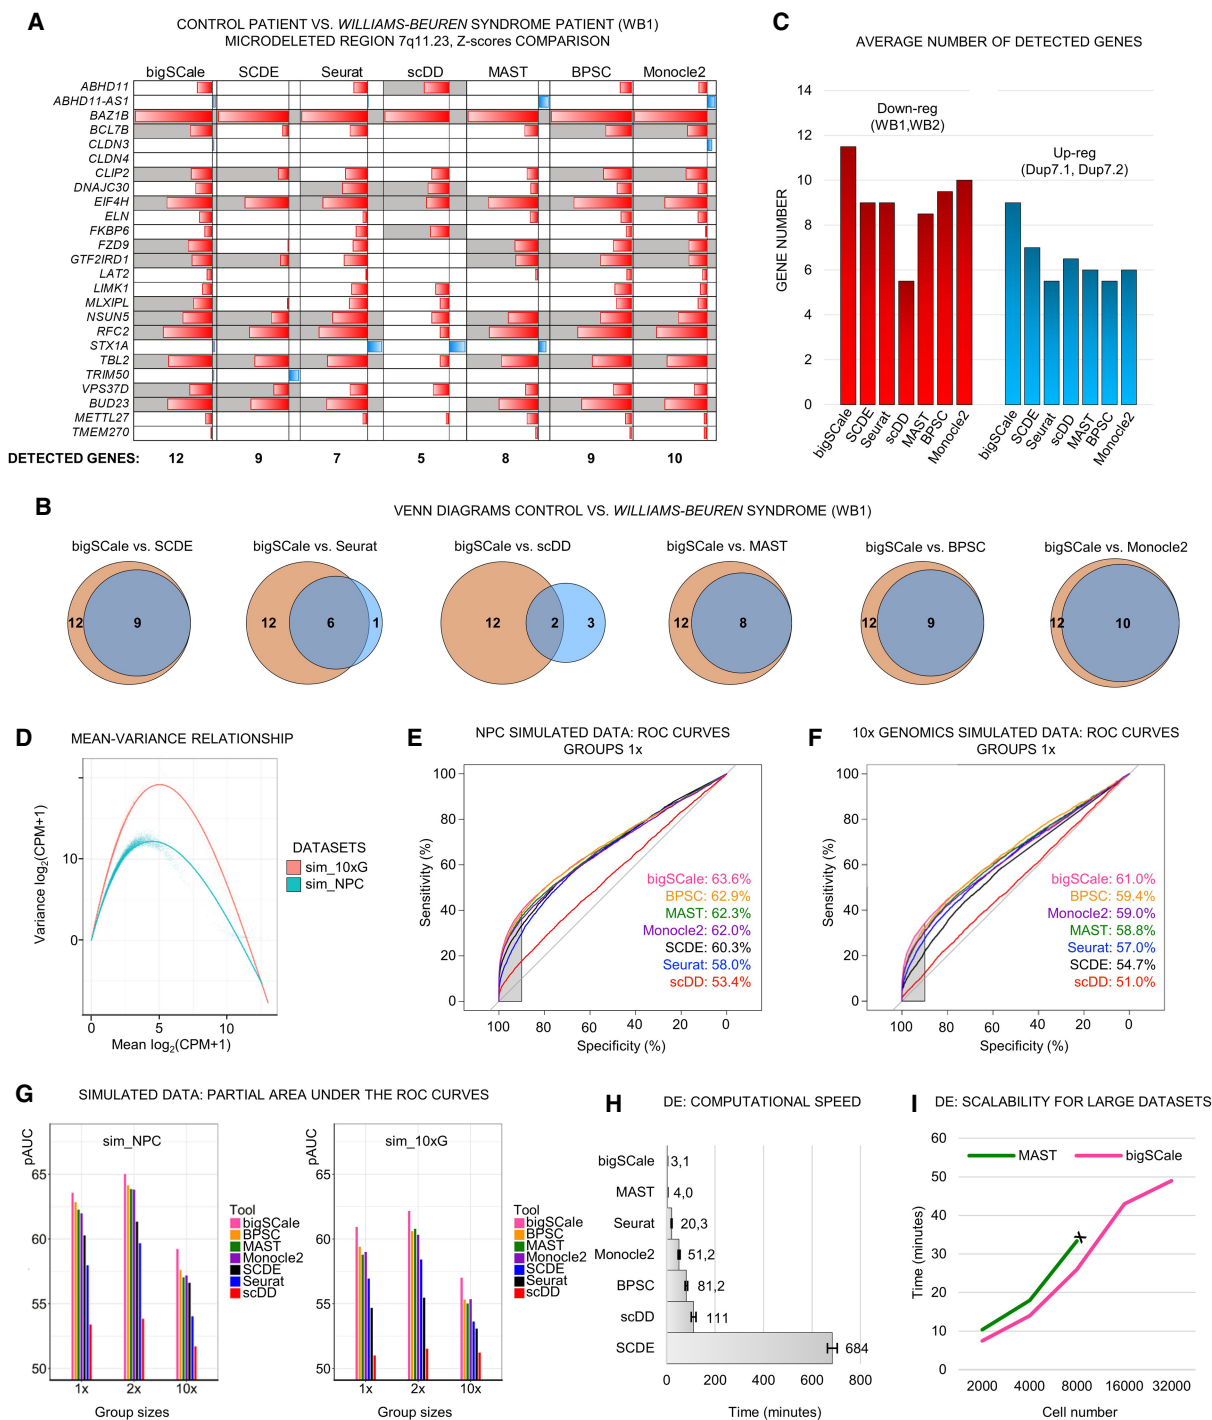 A
CONTROL PATIENT VS. WILLIAMS-BEUREN SYNDROME PATIENT (WB1)
MICRODELETED REGION 7q11.23, Z-scores COMPARISON
bigSCale SCDE Seurat scDD MAST BPSC Monocle2
ABHD11
ABHD11-AS1
BAZ1B
BCL7B
CLDN3
CLDN4
CLIP2
DNAJC30
EIF4H
ELN
FKBP6
FZD9
GTF2IRD1
LAT2
LIMK1
MLXIPL
NSUN5
RFC2
STX1A
TBL2
TRIM50
VPS37D
BUD23
METTL27
TMEM270
DETECTED GENES: 12 9 7 5 8 9 10
C
AVERAGE NUMBER OF DETECTED GENES
GENE NUMBER
14
12
10
8
6
4
2
0
Down-reg
(WB1,WB2)
Up-reg
(Dup7.1, Dup7.2)
bigSCale SCDE Seurat scDD MAST BPSC Monocle2
bigSCale SCDE Seurat scDD MAST BPSC Monocle2
B
VENN DIAGRAMS CONTROL VS. WILLIAMS-BEUREN SYNDROME (WB1)
bigSCale vs. SCDE
12 9
bigSCale vs. Seurat
12 6 1
bigSCale vs. scDD
12 2 3
bigSCale vs. MAST
12 8
bigSCale vs. BPSC
12 9
bigSCale vs. Monocle2
12 10
D
MEAN-VARIANCE RELATIONSHIP
Variance log2(CPM+1)
10
0
0 5 10
Mean log2(CPM+1)
DATASETS
sim_10xG
sim_NPC
E
NPC SIMULATED DATA: ROC CURVES
GROUPS 1x
Sensitivity (%)
100
80
60
40
20
0
bigSCale: 63.6%
BPSC: 62.9%
MAST: 62.3%
Monocle2: 62.0%
SCDE: 60.3%
Seurat: 58.0%
scDD: 53.4%
100 80 60 40 20 0
Specificity (%)
F
10x GENOMICS SIMULATED DATA: ROC CURVES
GROUPS 1x
Sensitivity (%)
100
80
60
40
20
0
bigSCale: 61.0%
BPSC: 59.4%
Monocle2: 59.0%
MAST: 58.8%
Seurat: 57.0%
SCDE: 54.7%
scDD: 51.0%
100 80 60 40 20 0
Specificity (%)
G
SIMULATED DATA: PARTIAL AREA UNDER THE ROC CURVES
pAUC
sim_NPC
65
60
55
50
1x 2x 10x
Group sizes
Tool
bigSCale
BPSC
MAST
Monocle2
SCDE
Seurat
scDD
pAUC
sim_10xG
65
60
55
50
1x 2x 10x
Group sizes
Tool
bigSCale
BPSC
MAST
Monocle2
SCDE
Seurat
scDD
H
DE: COMPUTATIONAL SPEED
bigSCale 3,1
MAST 4,0
Seurat 20,3
Monocle2 51,2
BPSC 81,2
scDD 111
SCDE 684
0 200 400 600 800
Time (minutes)
I
DE: SCALABILITY FOR LARGE DATASETS
Time (minutes)
60
50
40
30
20
10
0
MAST bigSCale
2000 4000 8000 16000 32000
Cell number